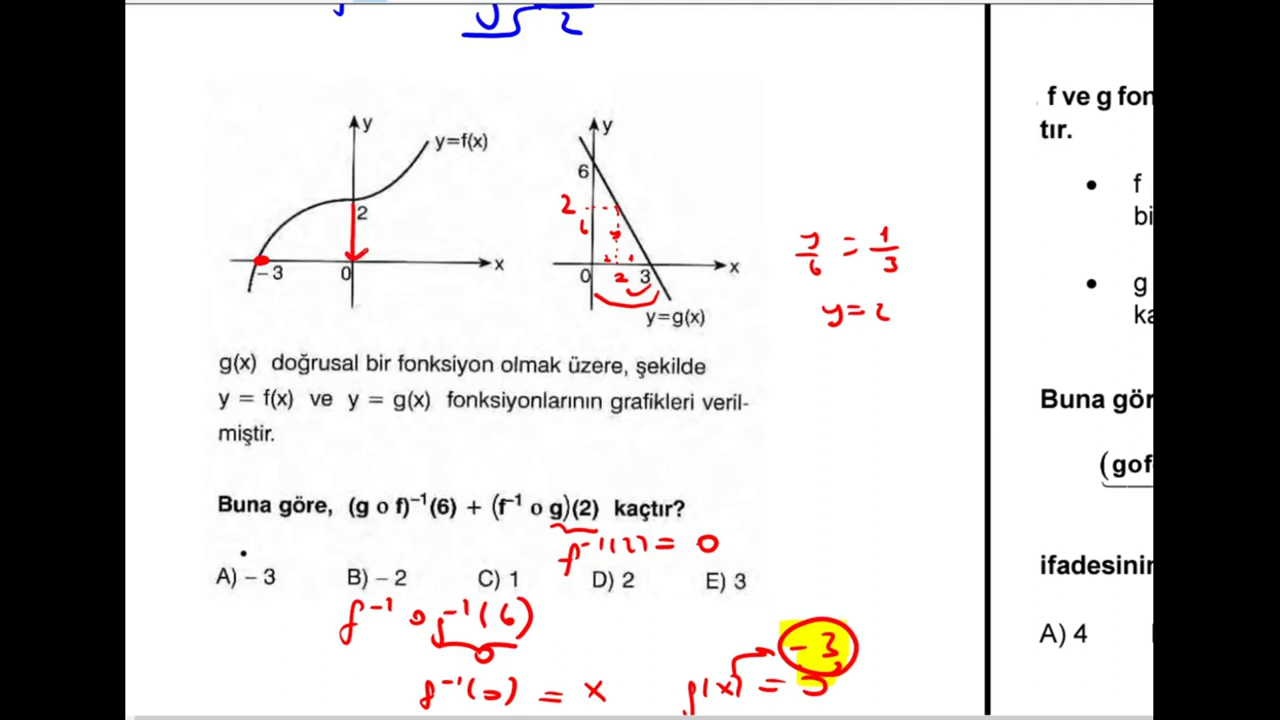 √2
y
y=f(x)
2
-3
0
x
y
6
2
6
y
2
1
0
2
3
x
y=g(x)
y/6 = 1/3
y=2
g(x) doğrusal bir fonksiyon olmak üzere, şekilde
y = f(x) ve y = g(x) fonksiyonlarının grafikleri veril-
miştir.
Buna göre, (g o f)⁻¹(6) + (f⁻¹ o g)(2) kaçtır?
f⁻¹(2) = 0
A) – 3 B) – 2 C) 1 D) 2 E) 3
f⁻¹ o g⁻¹(6)
0
f⁻¹(0) = x
f(x) = 0
-3
f ve g fon
tır.
• f
bi
• g
ka
Buna gör
(gof
ifadesinin
A) 4